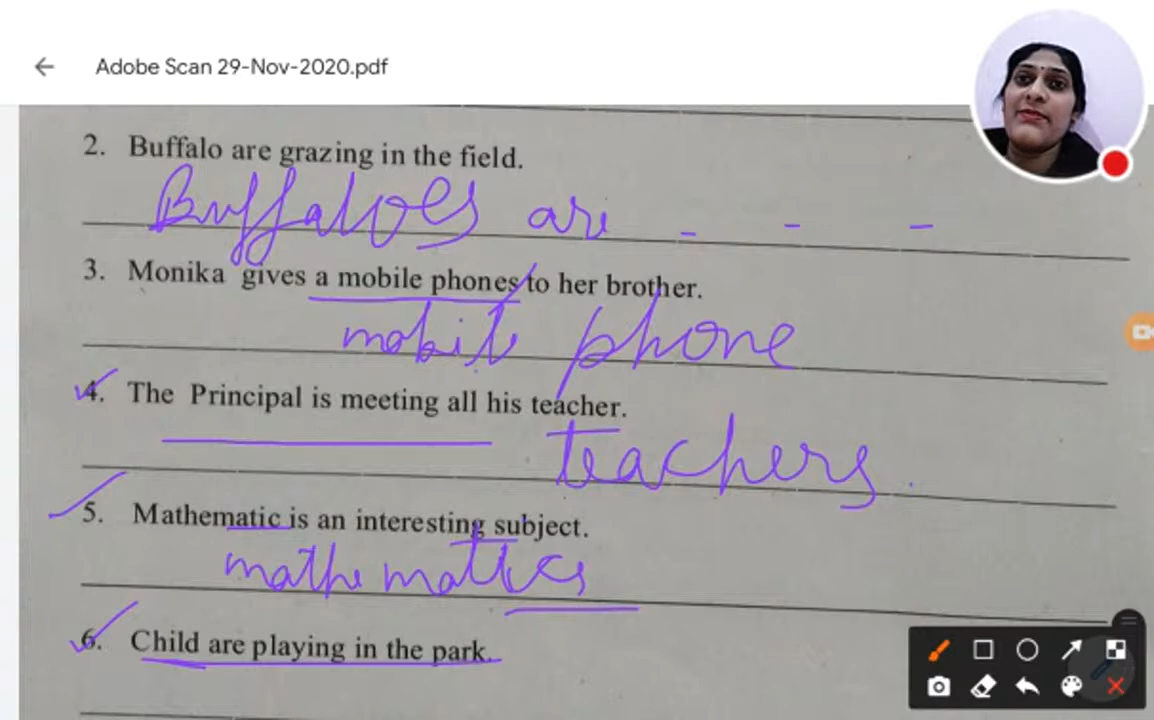 Adobe Scan 29-Nov-2020.pdf
2. Buffalo are grazing in the field.
Buffaloes are - - -
3. Monika gives a mobile phones to her brother.
mobile phone
4. The Principal is meeting all his teacher.
teachers.
5. Mathematic is an interesting subject.
mathematics
6. Child are playing in the park.